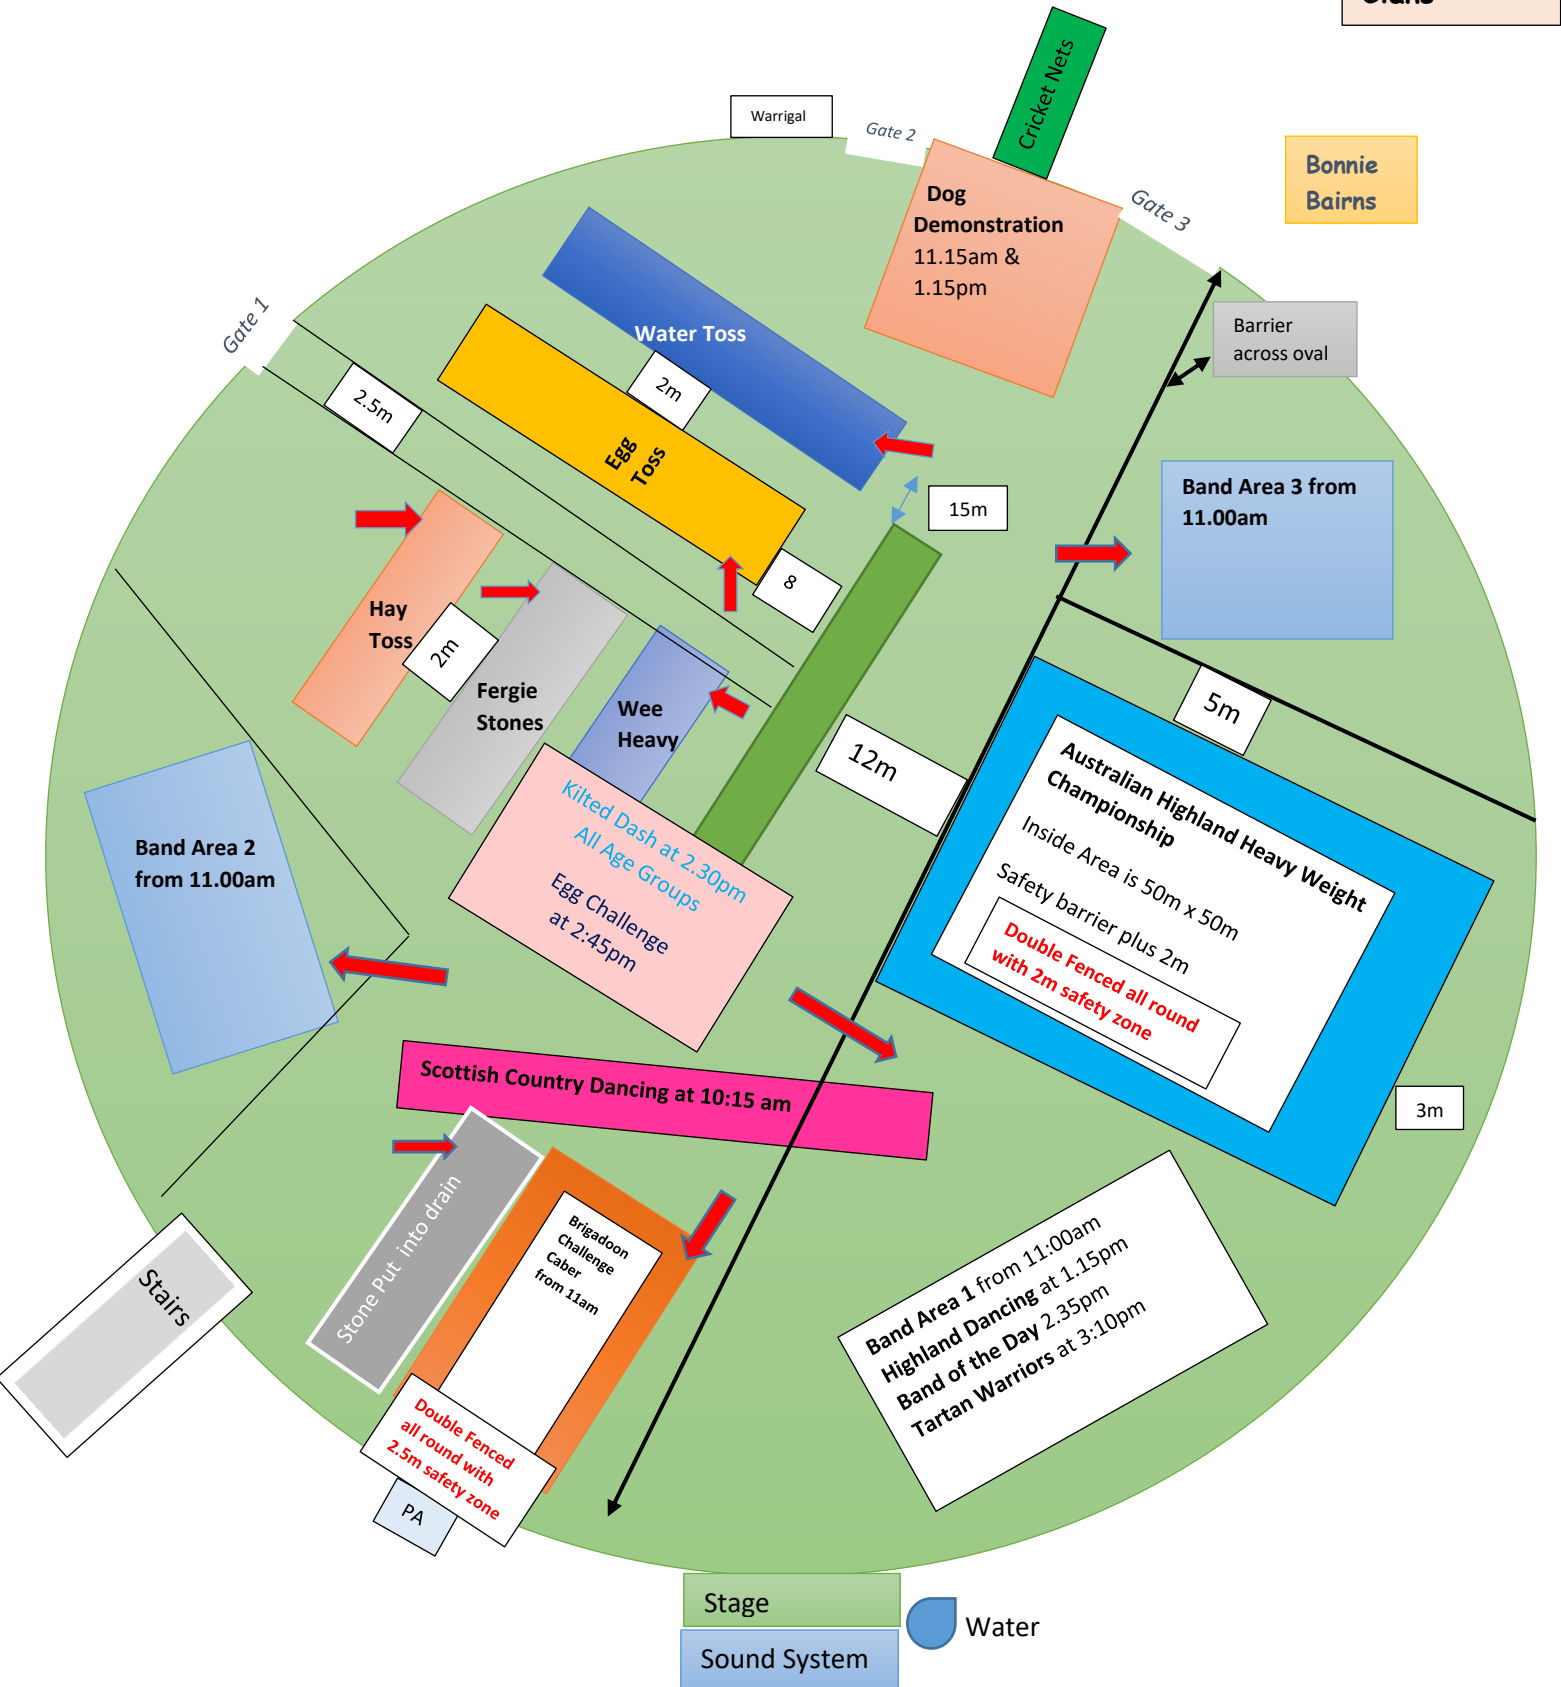 Clans
Cricket Nets
Warrigal
Gate 2
Bonnie
Bairns
Dog
Demonstration
11.15am &
1.15pm
Gate 3
Gate 1
Water Toss
Barrier
across oval
2m
2.5m
Egg
Toss
Band Area 3 from
11.00am
15m
8
Hay
Toss
2m
Fergie
Stones
Wee
Heavy
5m
12m
Australian Highland Heavy Weight
Championship
Inside Area is 50m x 50m
Safety barrier plus 2m
Double Fenced all round
with 2m safety zone
Kilted Dash at 2.30pm
All Age Groups
Egg Challenge
at 2:45pm
Band Area 2
from 11.00am
Scottish Country Dancing at 10:15 am
3m
Stone Put into drain
Brigadoon
Challenge
Caber
from 11am
Band Area 1 from 11:00am
Highland Dancing at 1.15pm
Band of the Day 2.35pm
Tartan Warriors at 3:10pm
Stairs
Double Fenced
all round with
2.5m safety zone
PA
Stage
Water
Sound System